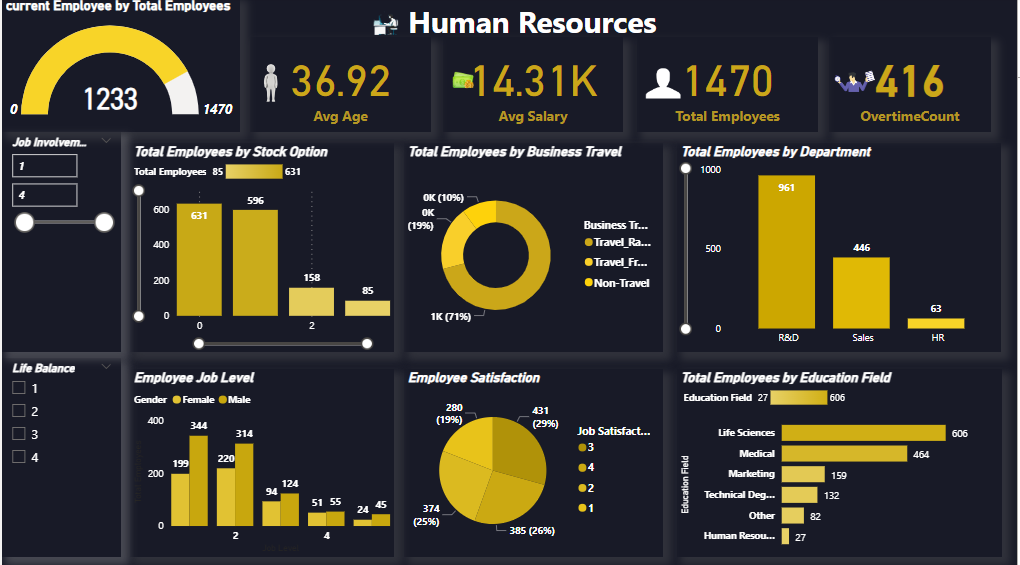 current Employee by Total Employees
Human Resources
1233
0
1470
36.92
Avg Age
14.31K
Avg Salary
1470
Total Employees
416
OvertimeCount
Job Involvem...
1
4
Total Employees by Stock Option
Total Employees 85 631
600
400
200
0
631
596
158
85
0
2
Total Employees by Business Travel
0K (10%)
0K
(19%)
1K (71%)
Business Tr...
Travel_Ra...
Travel_Fr...
Non-Travel
Total Employees by Department
1000
500
0
961
446
63
R&D
Sales
HR
Life Balance
1
2
3
4
Employee Job Level
Gender Female Male
400
200
0
199
344
220
314
94
124
51
55
24
45
2
4
Employee Satisfaction
280
(19%)
431
(29%)
374
(25%)
385 (26%)
Job Satisfact...
3
4
2
1
Total Employees by Education Field
Education Field 27 606
Education Field
Life Sciences 606
Medical 464
Marketing 159
Technical Deg... 132
Other 82
Human Resou... 27